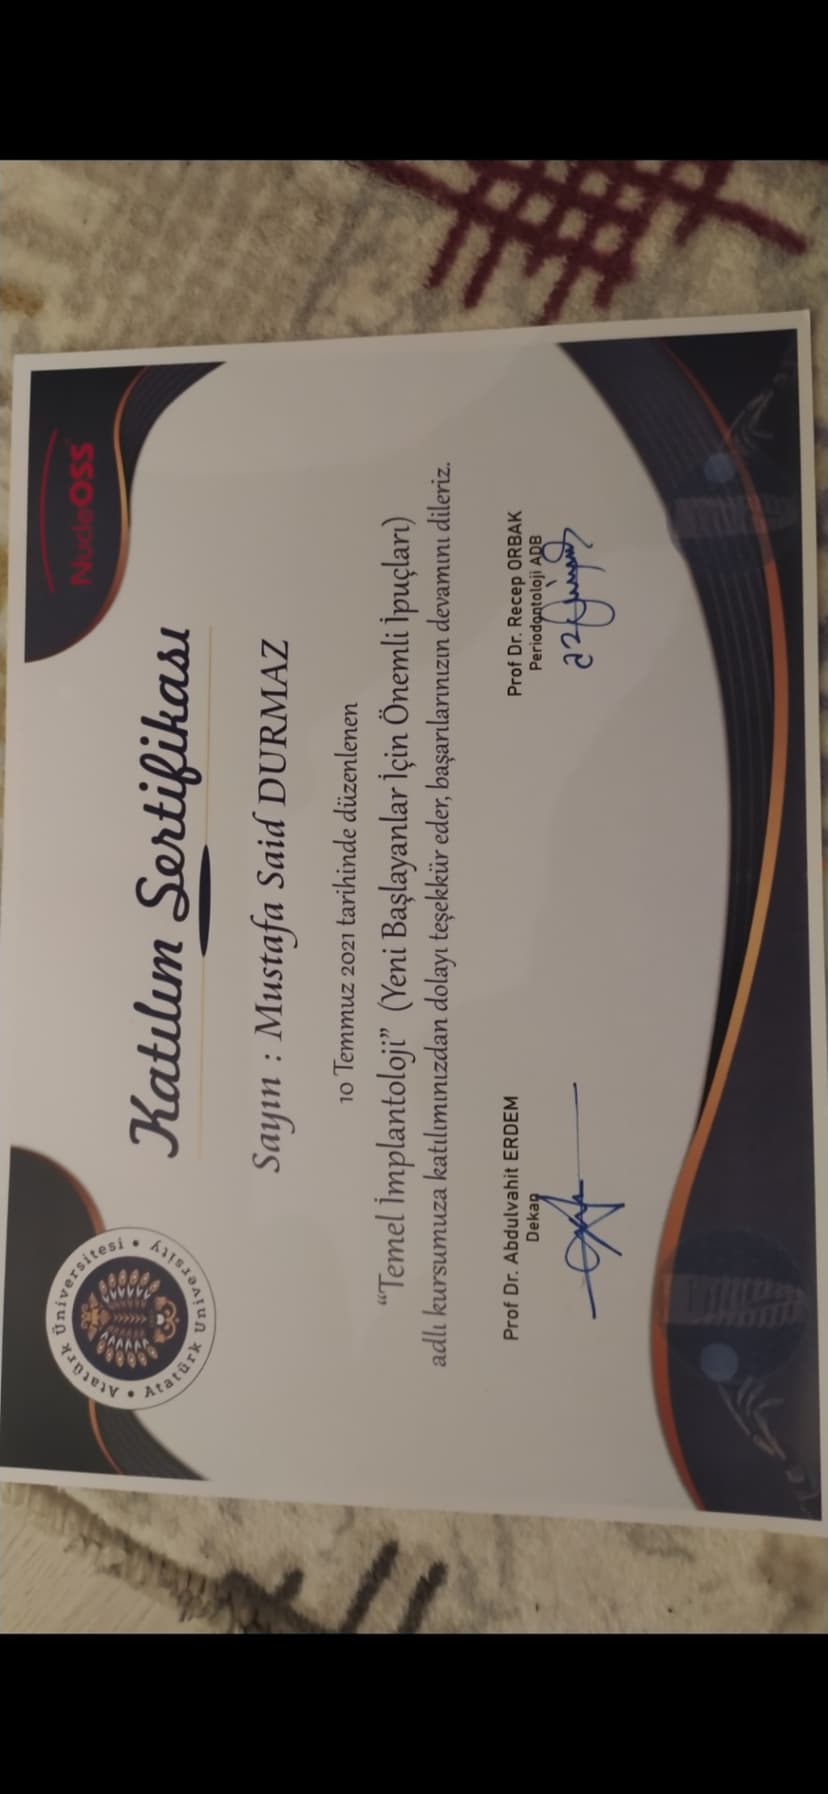 Atatürk Üniversitesi • Atatürk University •
NucleOSS
Katılım Sertifikası
Sayın : Mustafa Said DURMAZ
10 Temmuz 2021 tarihinde düzenlenen
“Temel İmplantoloji” (Yeni Başlayanlar İçin Önemli İpuçları)
adlı kursumuza katılımınızdan dolayı teşekkür eder, başarılarınızın devamını dileriz.
Prof Dr. Abdulvahit ERDEM
Dekan
Prof Dr. Recep ORBAK
Periodontoloji ADB